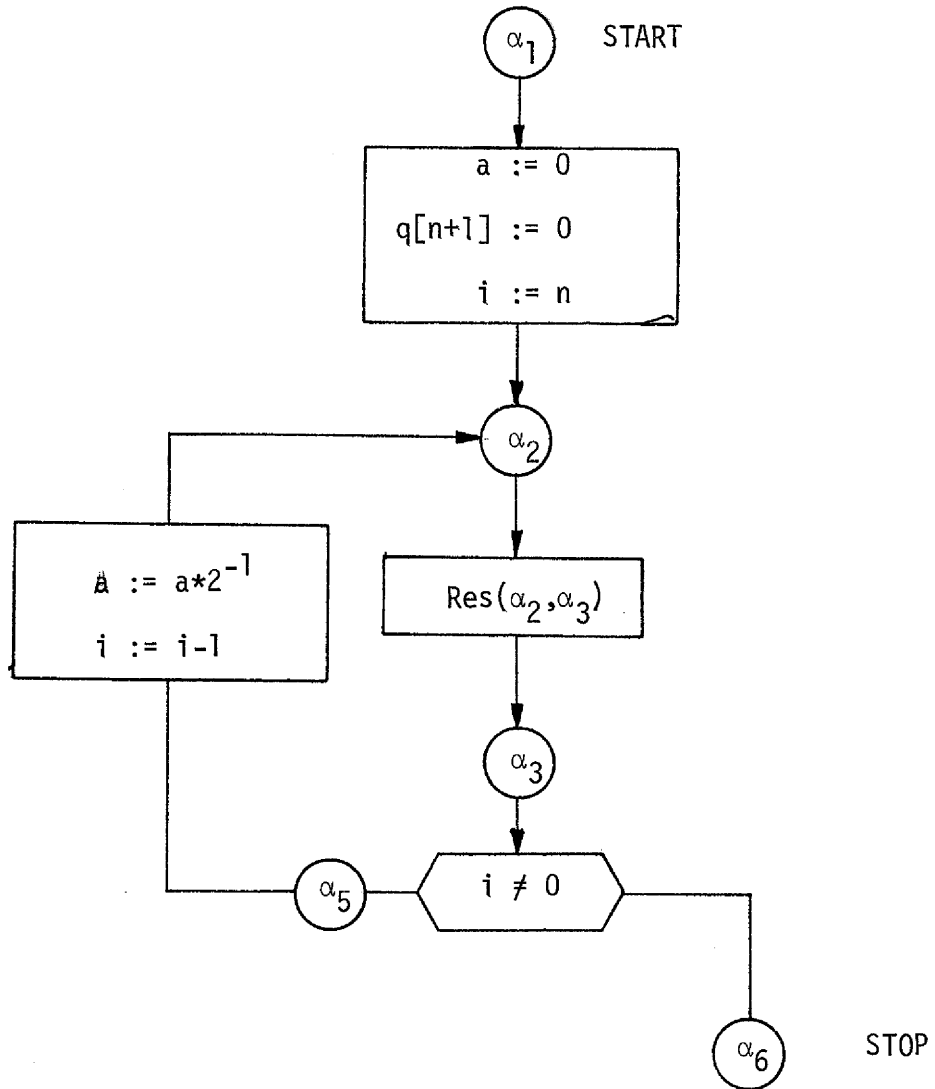 α1 START
a := 0
q[n+1] := 0
i := n
α2
a := a*2^-1
i := i-1
Res(α2,α3)
α3
i ≠ 0
α5
α6 STOP